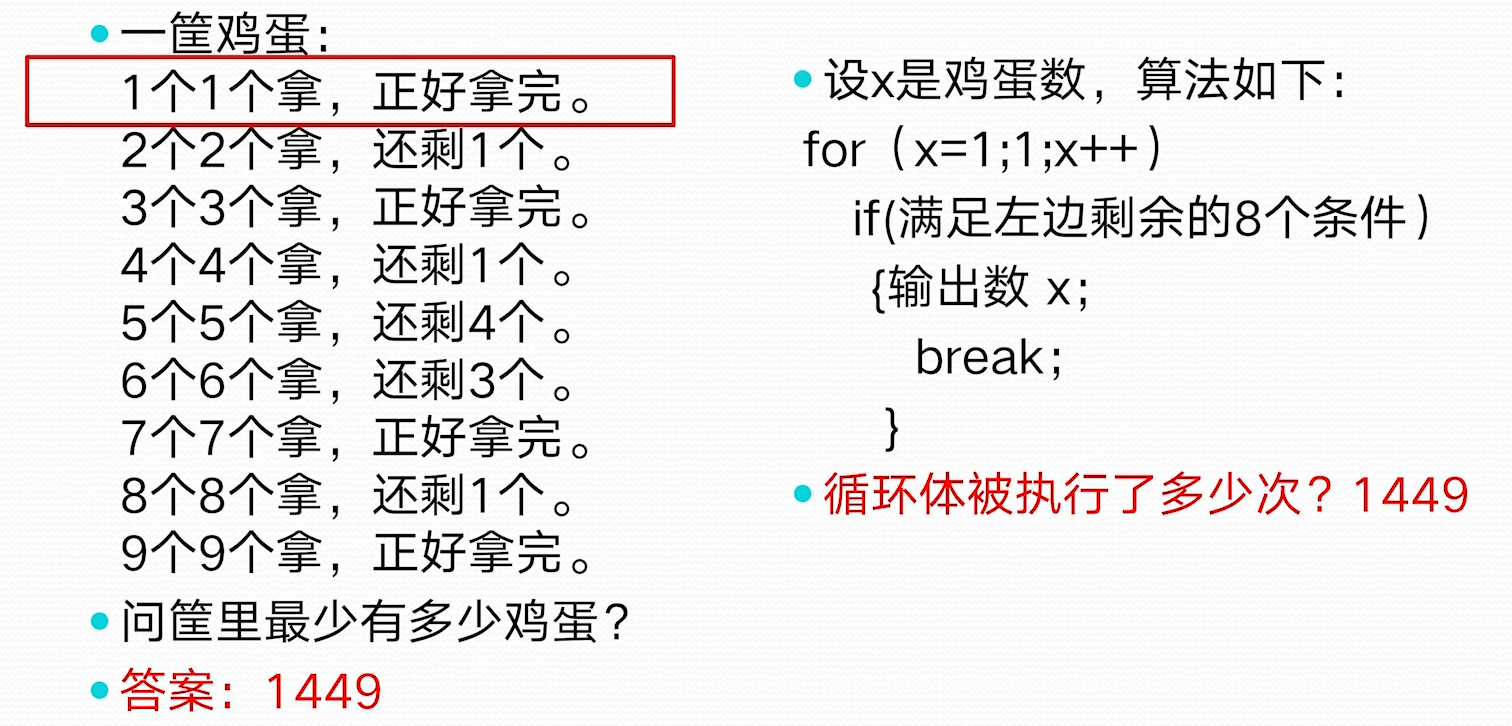 一筐鸡蛋：
1个1个拿，正好拿完。
2个2个拿，还剩1个。
3个3个拿，正好拿完。
4个4个拿，还剩1个。
5个5个拿，还剩4个。
6个6个拿，还剩3个。
7个7个拿，正好拿完。
8个8个拿，还剩1个。
9个9个拿，正好拿完。
问筐里最少有多少鸡蛋？
答案：1449
设x是鸡蛋数，算法如下：
for（x=1;1;x++）
if(满足左边剩余的8个条件）
{输出数 x;
break;
}
循环体被执行了多少次？1449